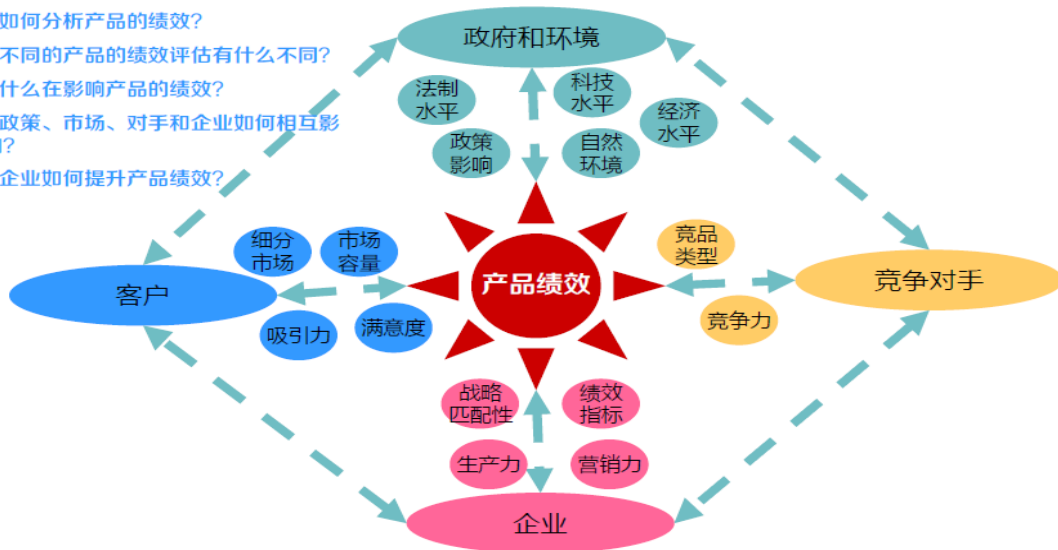 如何分析产品的绩效?
不同的产品的绩效评估有什么不同?
什么在影响产品的绩效?
政策、市场、对手和企业如何相互影
?
企业如何提升产品绩效?
政府和环境
法制
水平
科技
水平
经济
水平
政策
影响
自然
环境
细分
市场
市场
容量
客户
吸引力
满意度
产品绩效
竞品
类型
竞争对手
竞争力
战略
匹配性
绩效
指标
生产力
营销力
企业